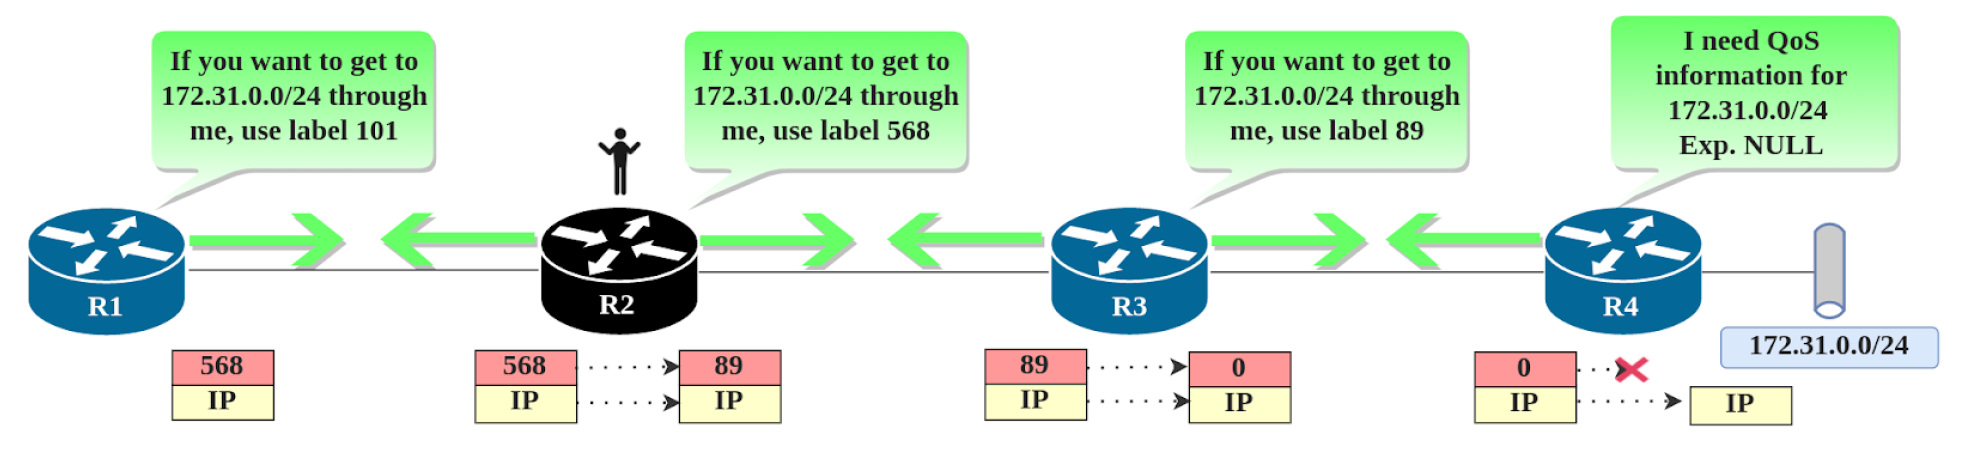 If you want to get to
172.31.0.0/24 through
me, use label 101
If you want to get to
172.31.0.0/24 through
me, use label 568
If you want to get to
172.31.0.0/24 through
me, use label 89
I need QoS
information for
172.31.0.0/24
Exp. NULL
R1
R2
R3
R4
172.31.0.0/24
568
IP
568
IP
89
IP
89
IP
0
IP
0
IP
IP